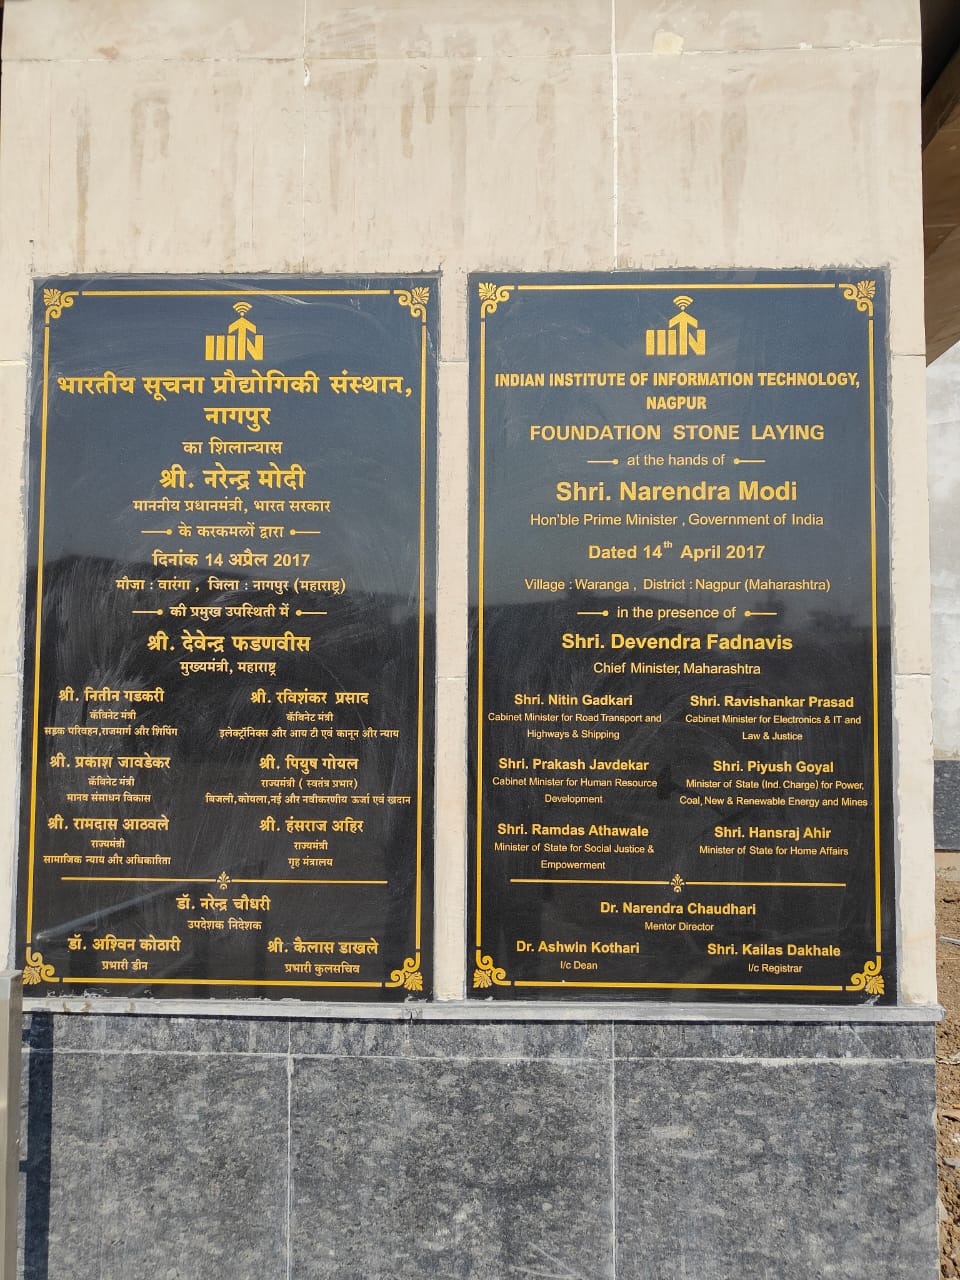 IIITN
भारतीय सूचना प्रौद्योगिकी संस्थान,
नागपुर
का शिलान्यास
श्री. नरेन्द्र मोदी
माननीय प्रधानमंत्री, भारत सरकार
के करकमलों द्वारा
दिनांक 14 अप्रैल 2017
मौजा : वारंगा , जिला : नागपुर (महाराष्ट्र)
की प्रमुख उपस्थिती में
श्री. देवेन्द्र फडणवीस
मुख्यमंत्री, महाराष्ट्र
श्री. नितीन गडकरी
कॅबिनेट मंत्री
सड़क परिवहन,राजमार्ग और शिपिंग
श्री. रविशंकर प्रसाद
कॅबिनेट मंत्री
इलेक्ट्रॉनिक्स और आय टी एवं कानून और न्याय
श्री. प्रकाश जावडेकर
कॅबिनेट मंत्री
मानव संसाधन विकास
श्री. पियुष गोयल
राज्यमंत्री ( स्वतंत्र प्रभार)
बिजली,कोयला,नई और नवीकरणीय ऊर्जा एवं खदान
श्री. रामदास आठवले
राज्यमंत्री
सामाजिक न्याय और अधिकारिता
श्री. हंसराज अहिर
राज्यमंत्री
गृह मंत्रालय
डॉ. नरेन्द्र चौधरी
उपदेशक निदेशक
डॉ. अश्विन कोठारी
प्रभारी डीन
श्री. कैलास डाखले
प्रभारी कुलसचिव
IIITN
INDIAN INSTITUTE OF INFORMATION TECHNOLOGY,
NAGPUR
FOUNDATION STONE LAYING
at the hands of
Shri. Narendra Modi
Hon'ble Prime Minister , Government of India
Dated 14th April 2017
Village : Waranga , District : Nagpur (Maharashtra)
in the presence of
Shri. Devendra Fadnavis
Chief Minister, Maharashtra
Shri. Nitin Gadkari
Cabinet Minister for Road Transport and
Highways & Shipping
Shri. Ravishankar Prasad
Cabinet Minister for Electronics & IT and
Law & Justice
Shri. Prakash Javdekar
Cabinet Minister for Human Resource
Development
Shri. Piyush Goyal
Minister of State (Ind. Charge) for Power,
Coal, New & Renewable Energy and Mines
Shri. Ramdas Athawale
Minister of State for Social Justice &
Empowerment
Shri. Hansraj Ahir
Minister of State for Home Affairs
Dr. Narendra Chaudhari
Mentor Director
Dr. Ashwin Kothari
I/c Dean
Shri. Kailas Dakhale
I/c Registrar